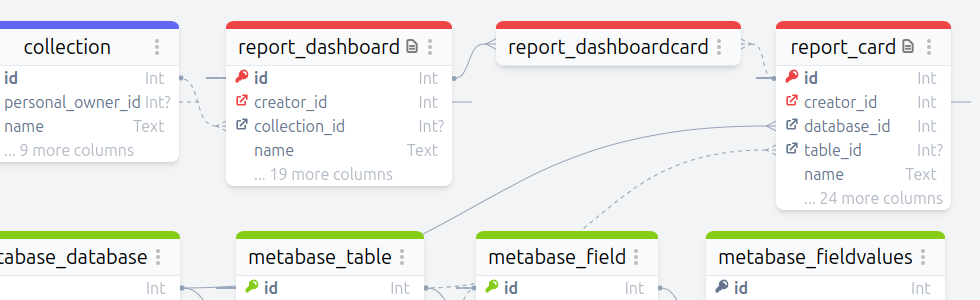 collection
id Int
personal_owner_id Int?
name Text
... 9 more columns
report_dashboard
id Int
creator_id Int
collection_id Int?
name Text
... 19 more columns
report_dashboardcard
report_card
id Int
creator_id Int
database_id Int
table_id Int?
name Text
... 24 more columns
tabase_database
Int
metabase_table
id Int
metabase_field
id Int
metabase_fieldvalues
id Int